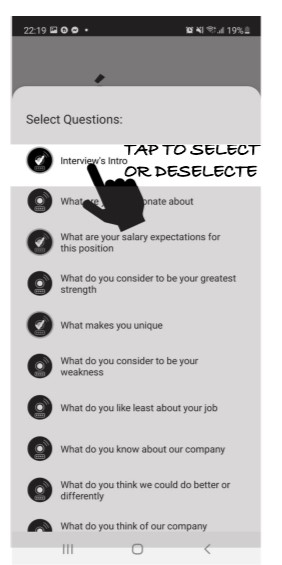 22:19 19%
Select Questions:
TAP TO SELECT
Interview's Intro
OR DESELECTE
What are onate about
What are your salary expectations for
this position
What do you consider to be your greatest
strength
What makes you unique
What do you consider to be your
weakness
What do you like least about your job
What do you know about our company
What do you think we could do better or
differently
What do you think of our company